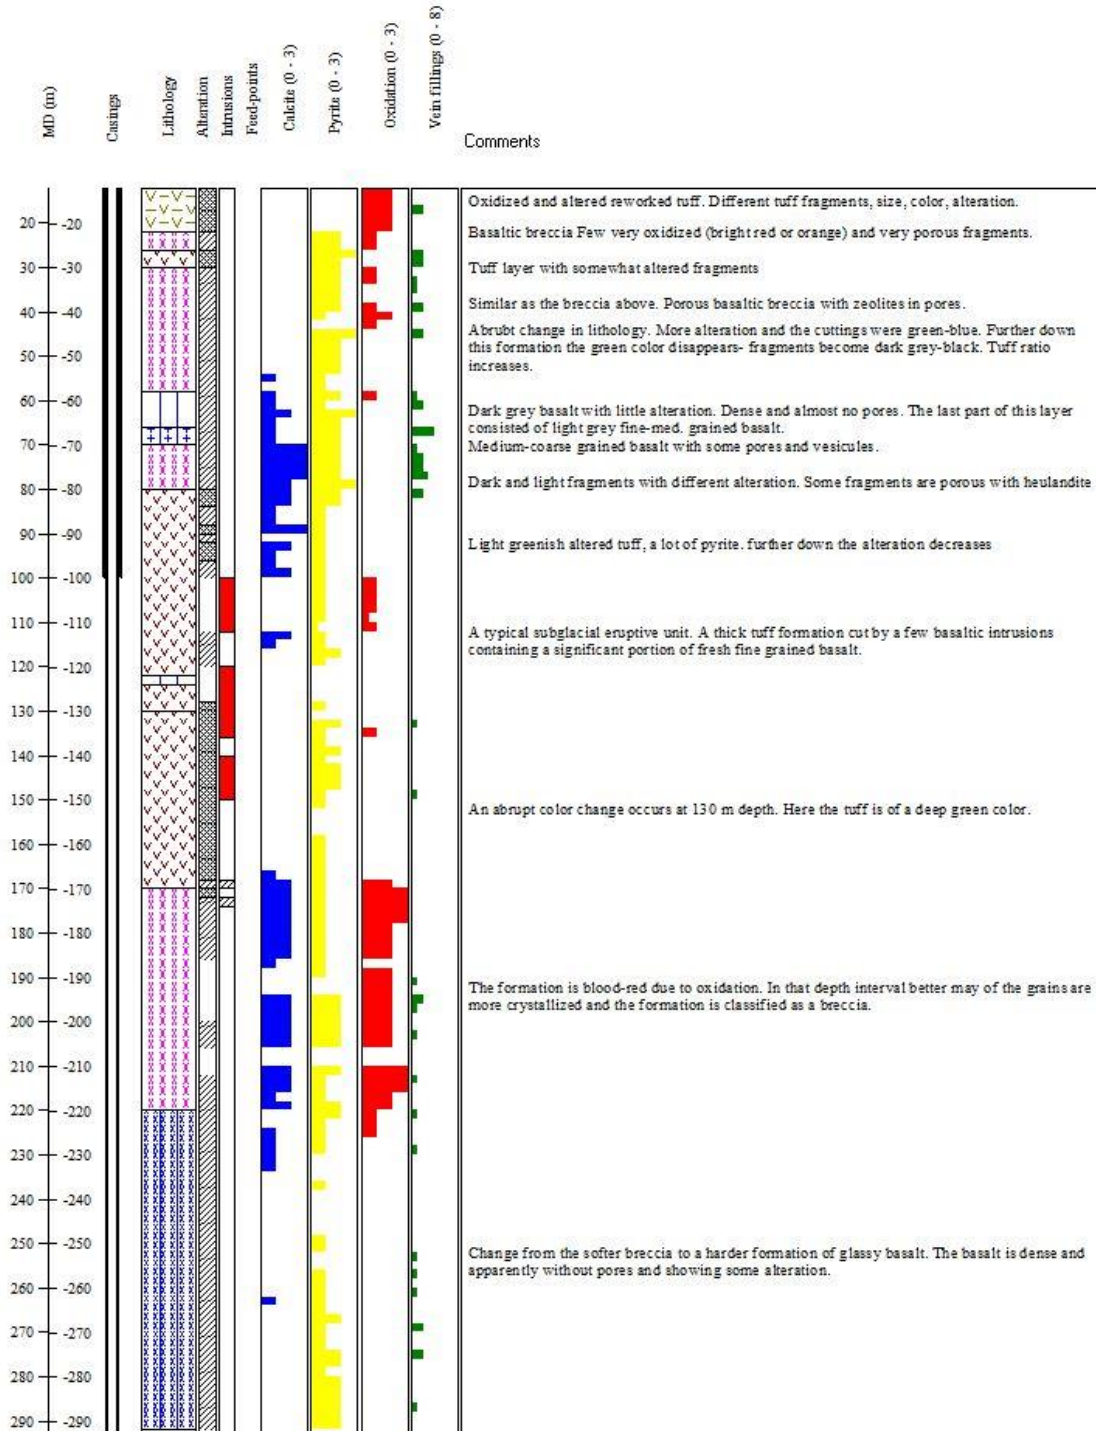 MD (m)
Casings
Lithology
Alteration
Intrusions
Feed-points
Calcite (0 - 3)
Pyrite (0 - 3)
Oxidation (0 - 3)
Vein fillings (0 - 8)
Comments
Oxidized and altered reworked tuff. Different tuff fragments, size, color, alteration.
20 -20
Basaltic breccia Few very oxidized (bright red or orange) and very porous fragments.
30 -30
Tuff layer with somewhat altered fragments
Similar as the breccia above. Porous basaltic breccia with zeolites in pores.
40 -40
Abrubt change in lithology. More alteration and the cuttings were green-blue. Further down
this formation the green color disappears- fragments become dark grey-black. Tuff ratio
increases.
50 -50
60 -60
Dark grey basalt with little alteration. Dense and almost no pores. The last part of this layer
consisted of light grey fine-med. grained basalt.
70 -70
Medium-coarse grained basalt with some pores and vesicules.
Dark and light fragments with different alteration. Some fragments are porous with heulandite
80 -80
90 -90
Light greenish altered tuff, a lot of pyrite. further down the alteration decreases
100 -100
110 -110
A typical subglacial eruptive unit. A thick tuff formation cut by a few basaltic intrusions
containing a significant portion of fresh fine grained basalt.
120 -120
130 -130
140 -140
150 -150
An abrupt color change occurs at 130 m depth. Here the tuff is of a deep green color.
160 -160
170 -170
180 -180
190 -190
The formation is blood-red due to oxidation. In that depth interval better may of the grains are
more crystallized and the formation is classified as a breccia.
200 -200
210 -210
220 -220
230 -230
240 -240
250 -250
Change from the softer breccia to a harder formation of glassy basalt. The basalt is dense and
apparently without pores and showing some alteration.
260 -260
270 -270
280 -280
290 -290